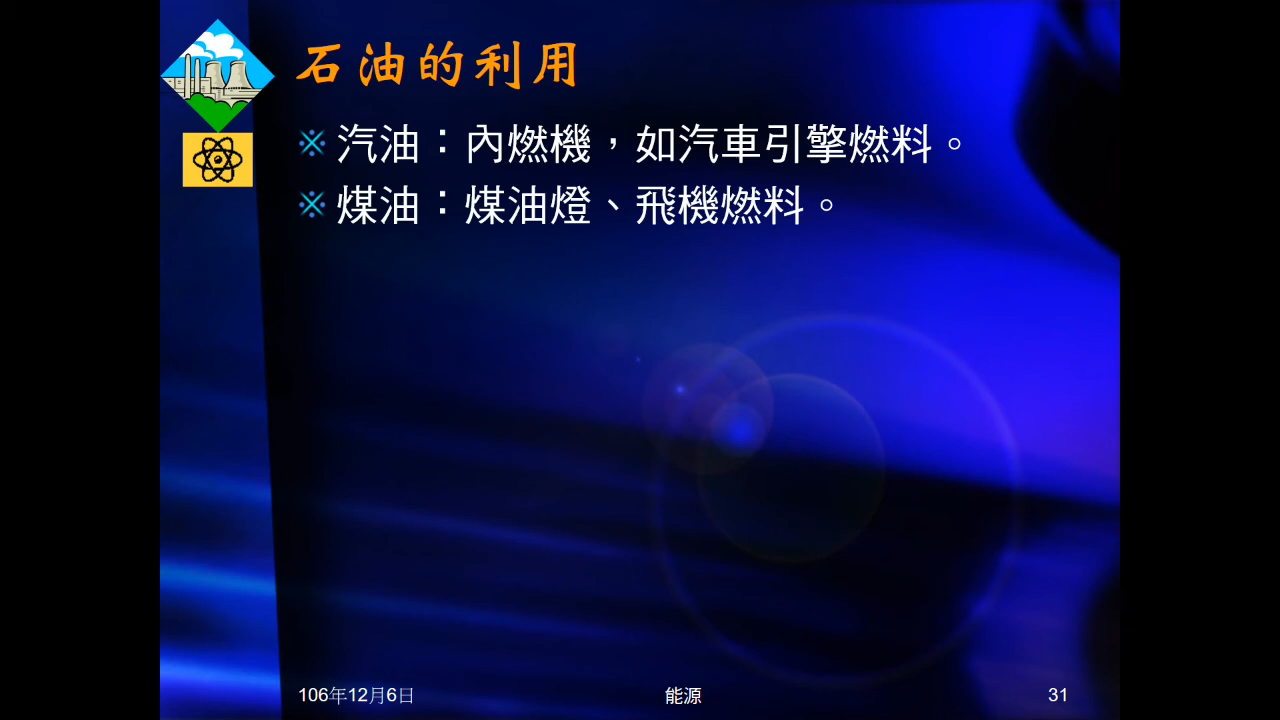 石油的利用
※汽油：內燃機，如汽車引擎燃料。
※煤油：煤油燈、飛機燃料。
106年12月6日
能源
31